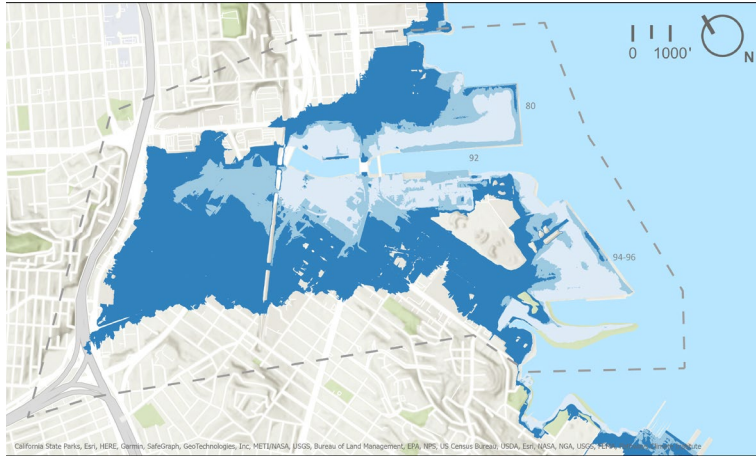 0 1000'
N
80
92
94-96
California State Parks, Esri, HERE, Garmin, SafeGraph, GeoTechnologies, Inc, METI/NASA, USGS, Bureau of Land Management, EPA, NPS, US Census Bureau, USDA, Esri, NASA, NGA, USGS,